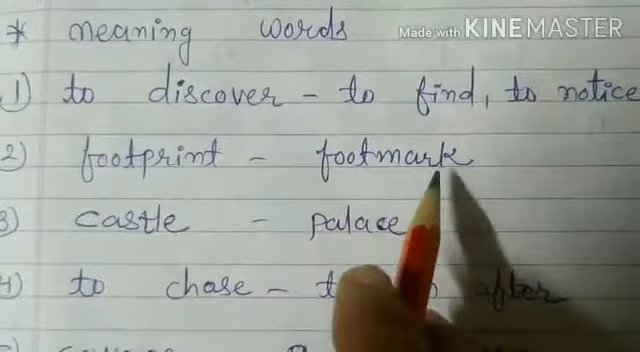 * meaning words
Made with KINEMASTER
1) to discover - to find, to notice
2) footprint - footmark
3) castle - palace
4) to chase - after